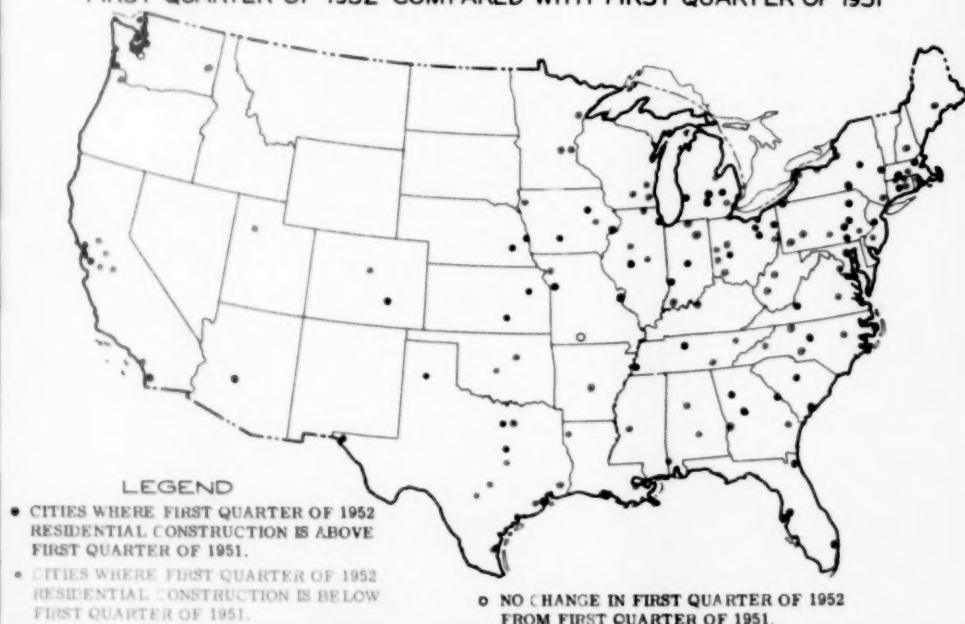 FIRST QUARTER OF 1952 COMPARED WITH FIRST QUARTER OF 1951
LEGEND
CITIES WHERE FIRST QUARTER OF 1952
RESIDENTIAL CONSTRUCTION IS ABOVE
FIRST QUARTER OF 1951.
CITIES WHERE FIRST QUARTER OF 1952
RESIDENTIAL CONSTRUCTION IS BELOW
FIRST QUARTER OF 1951.
NO CHANGE IN FIRST QUARTER OF 1952
FROM FIRST QUARTER OF 1951.